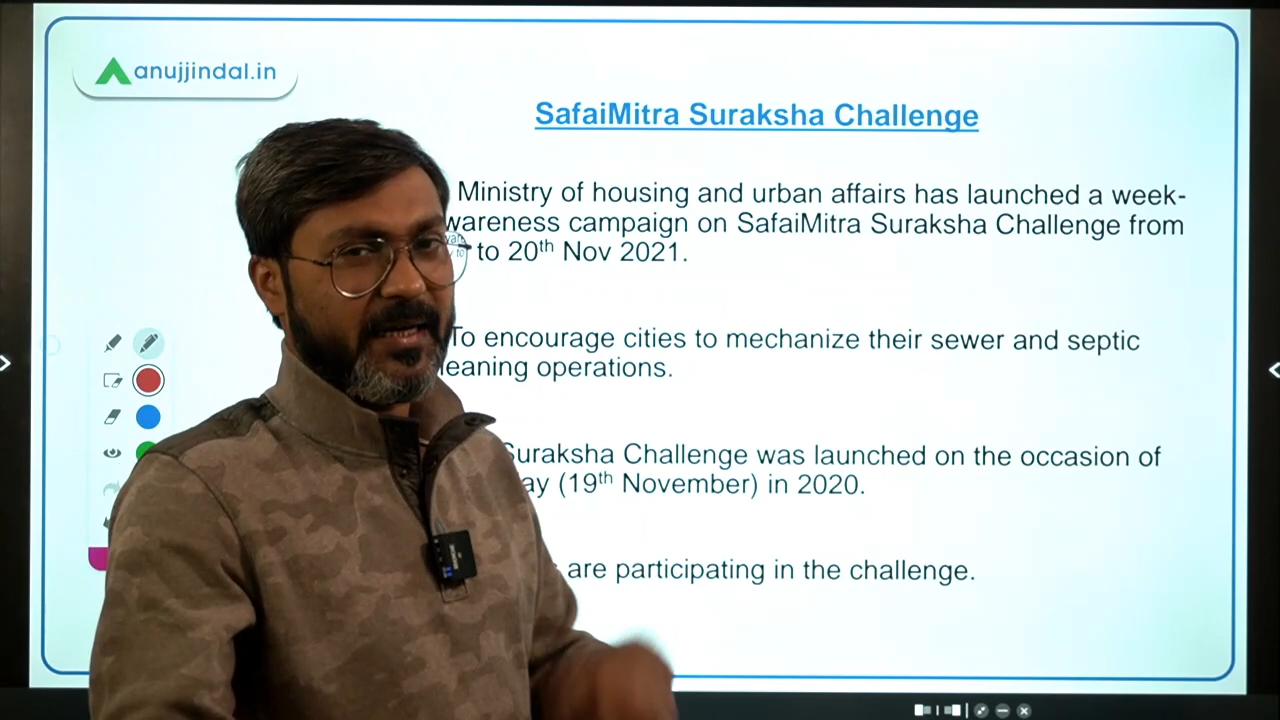 anujjindal.in
SafaiMitra Suraksha Challenge
Ministry of housing and urban affairs has launched a week-
wareness campaign on SafaiMitra Suraksha Challenge from
to 20th Nov 2021.
To encourage cities to mechanize their sewer and septic
leaning operations.
Suraksha Challenge was launched on the occasion of
ay (19th November) in 2020.
are participating in the challenge.